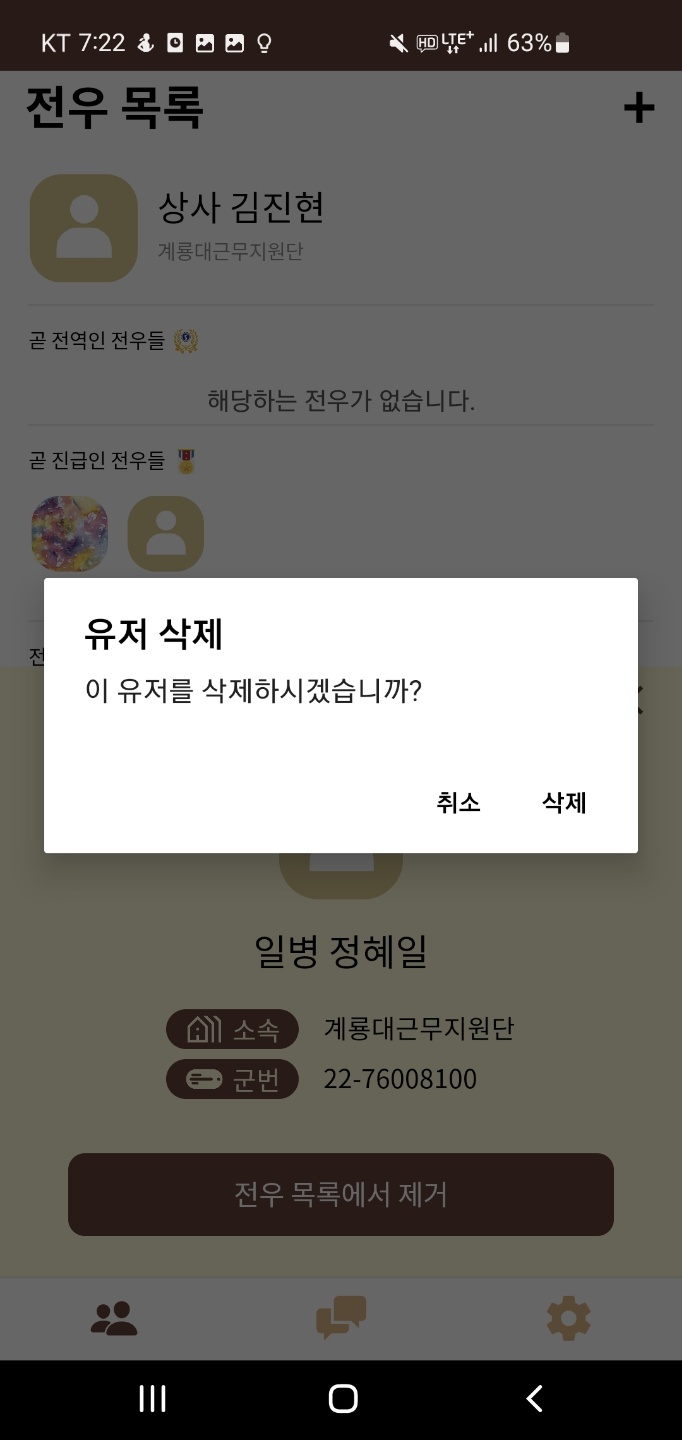 KT 7:22 HD LTE+ 63%
전우 목록
상사 김진현
계룡대근무지원단
곧 전역인 전우들
해당하는 전우가 없습니다.
곧 진급인 전우들
전
유저 삭제
이 유저를 삭제하시겠습니까?
취소 삭제
일병 정혜일
소속 계룡대근무지원단
군번 22-76008100
전우 목록에서 제거